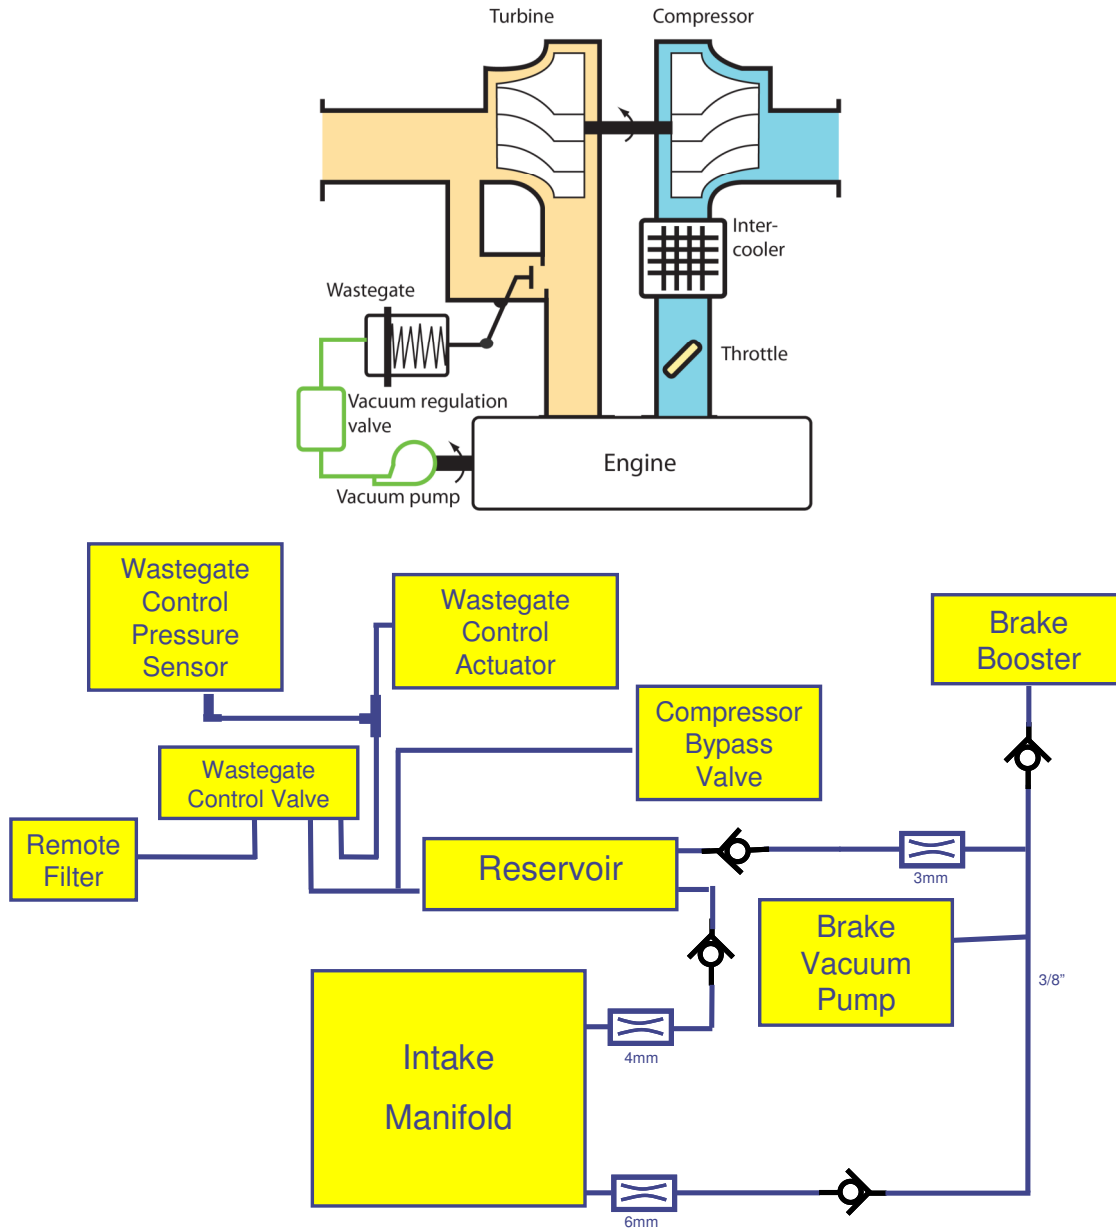 Turbine
Compressor
Inter-
cooler
Wastegate
Throttle
Vacuum regulation
valve
Engine
Vacuum pump
Wastegate
Control
Pressure
Sensor
Wastegate
Control
Actuator
Brake
Booster
Compressor
Bypass
Valve
Wastegate
Control Valve
Remote
Filter
Reservoir
3mm
Brake
Vacuum
Pump
3/8”
Intake
Manifold
4mm
6mm